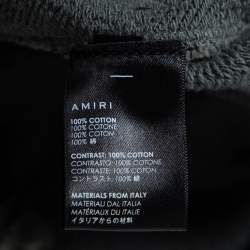 AMIRI
100% COTTON
100% COTONE
100% COTON
100% 綿
CONTRAST: 100% COTTON
CONTRASTO: 100% COTONE
CONTRASTE: 100% COTON
コントラスト: 100% 綿
MATERIALS FROM ITALY
MATERIALI DAL ITALIA
MATÉRIAUX DU ITALIE
イタリアからの材料